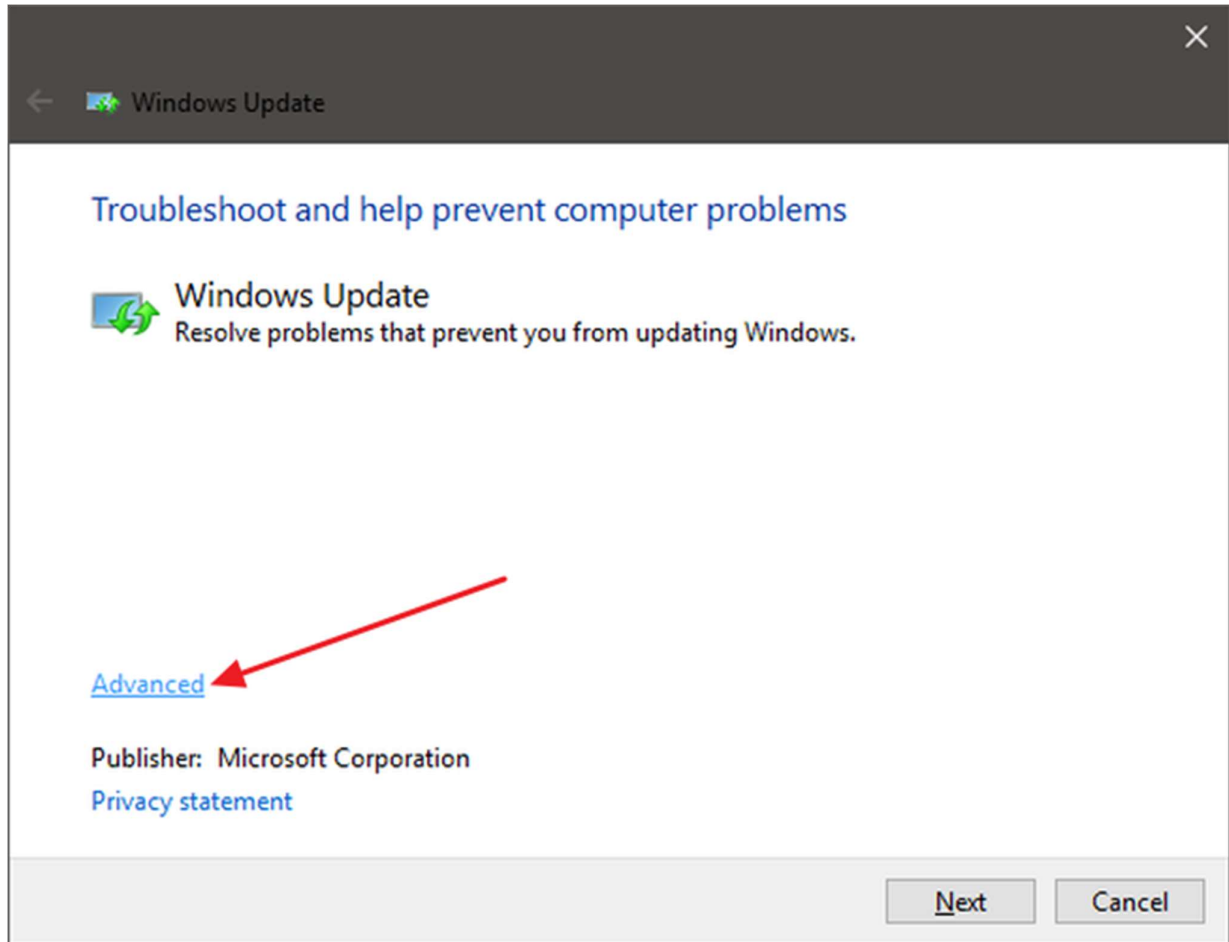 Windows Update
Troubleshoot and help prevent computer problems
Windows Update
Resolve problems that prevent you from updating Windows.
Advanced
Publisher: Microsoft Corporation
Privacy statement
Next Cancel